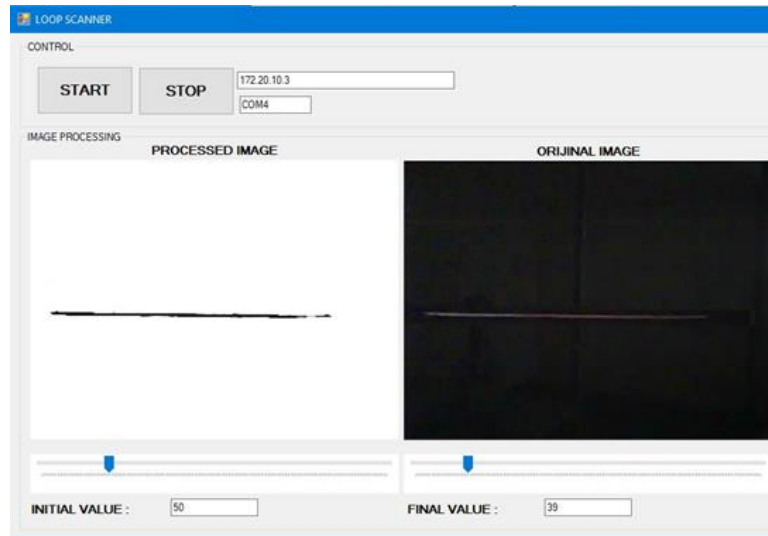 LOOP SCANNER
CONTROL
START
STOP
172.20.10.3
COM4
IMAGE PROCESSING
PROCESSED IMAGE
ORIJINAL IMAGE
INITIAL VALUE :
50
FINAL VALUE :
39